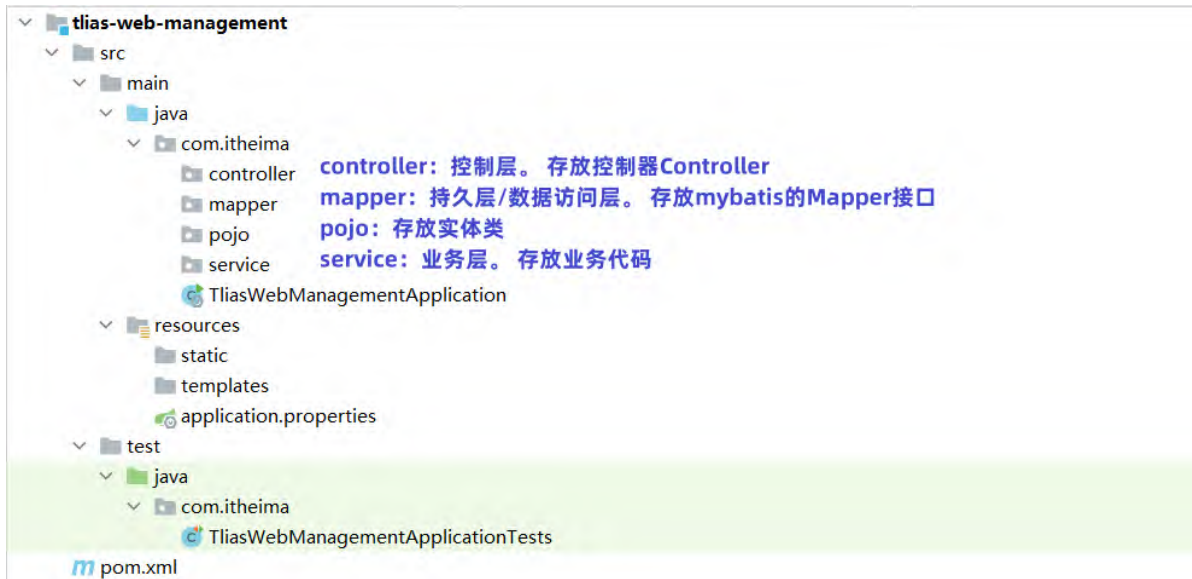 tlias-web-management
src
main
java
com.itheima
controller controller：控制层。 存放控制器Controller
mapper mapper：持久层/数据访问层。 存放mybatis的Mapper接口
pojo pojo：存放实体类
service service：业务层。 存放业务代码
TliasWebManagementApplication
resources
static
templates
application.properties
test
java
com.itheima
TliasWebManagementApplicationTests
pom.xml